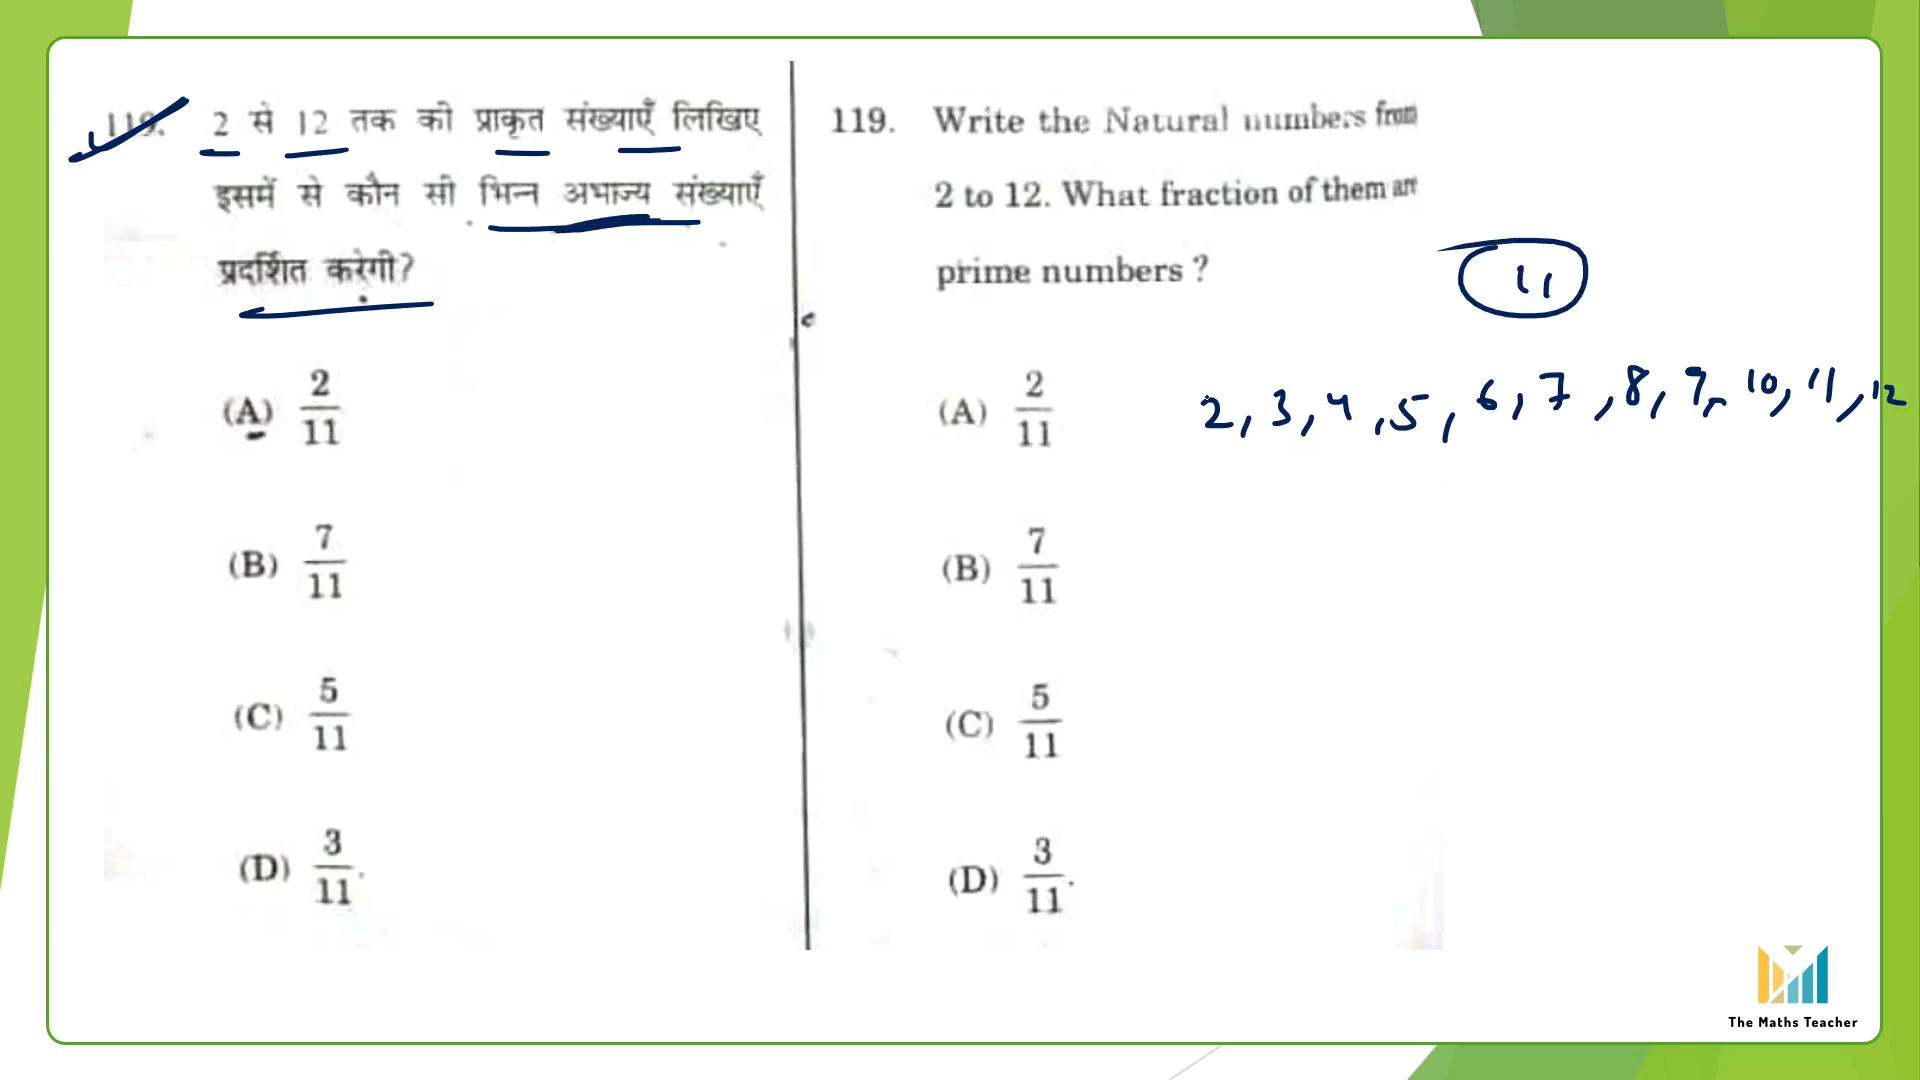 119. 2 से 12 तक की प्राकृत संख्याएँ लिखिए
इसमें से कौन सी भिन्न अभाज्य संख्याएँ
प्रदर्शित करेगी?
(A) 2/11
(B) 7/11
(C) 5/11
(D) 3/11.
119. Write the Natural numbers from
2 to 12. What fraction of them are
prime numbers ?
(A) 2/11
(B) 7/11
(C) 5/11
(D) 3/11.
11
2, 3, 4, 5, 6, 7, 8, 9, 10, 11, 12
The Maths Teacher